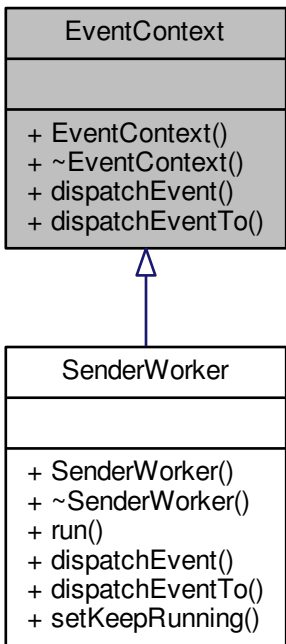 EventContext
+ EventContext()
+ ~EventContext()
+ dispatchEvent()
+ dispatchEventTo()
SenderWorker
+ SenderWorker()
+ ~SenderWorker()
+ run()
+ dispatchEvent()
+ dispatchEventTo()
+ setKeepRunning()